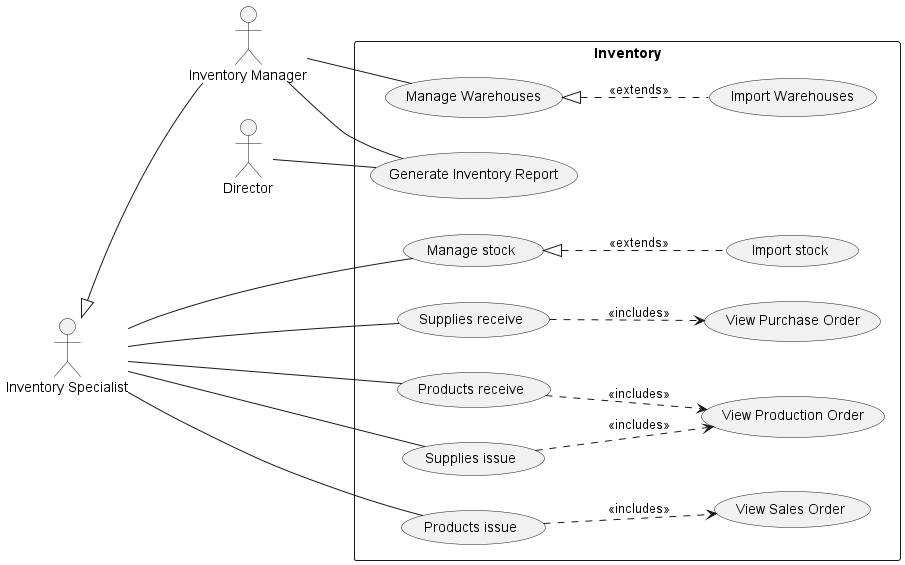 Inventory
Inventory Manager
Director
Inventory Specialist
Manage Warehouses
«extends»
Import Warehouses
Generate Inventory Report
Manage stock
«extends»
Import stock
Supplies receive
«includes»
View Purchase Order
Products receive
«includes»
View Production Order
Supplies issue
«includes»
Products issue
«includes»
View Sales Order